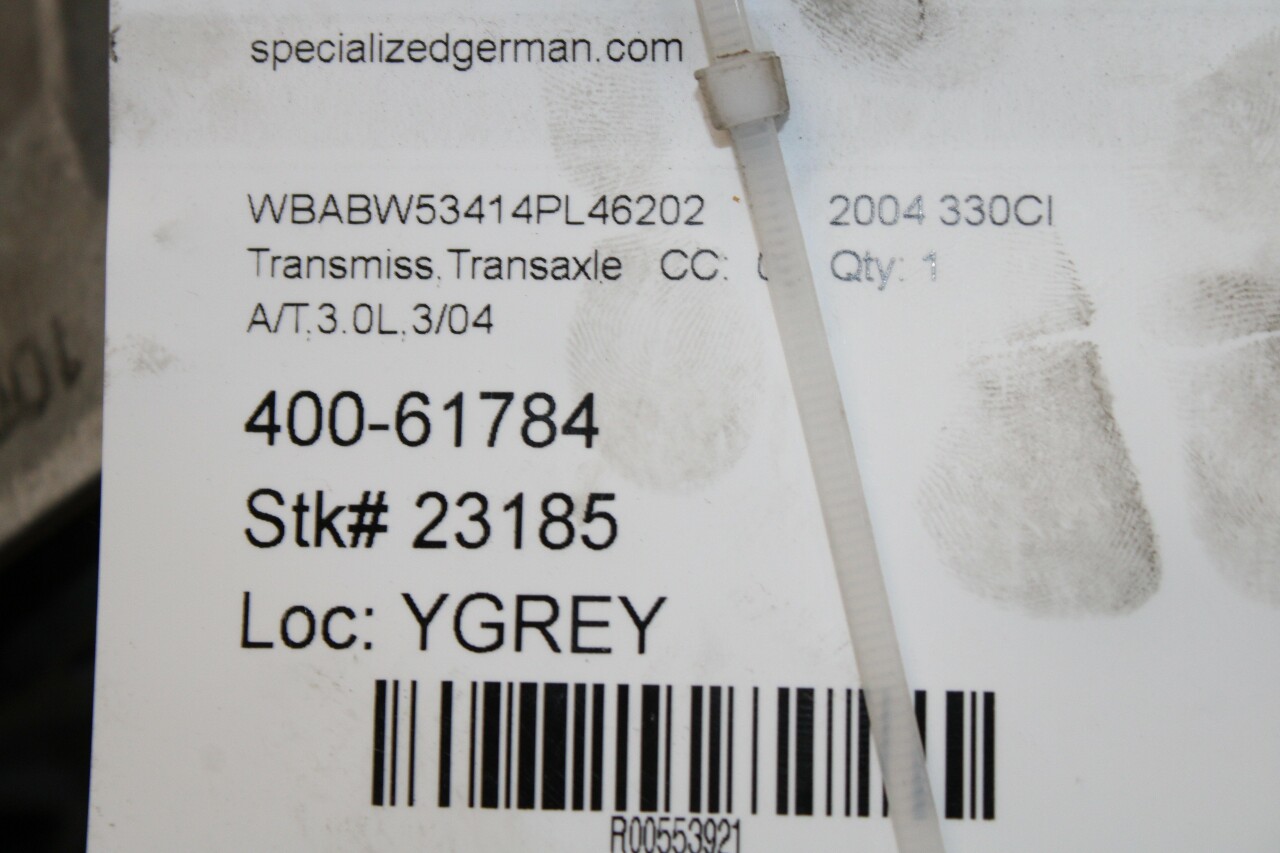 specializedgerman.com
WBABW53414PL46202 2004 330CI
Transmiss,Transaxle CC: Qty: 1
A/T,3.0L,3/04
400-61784
Stk# 23185
Loc: YGREY
R00553921